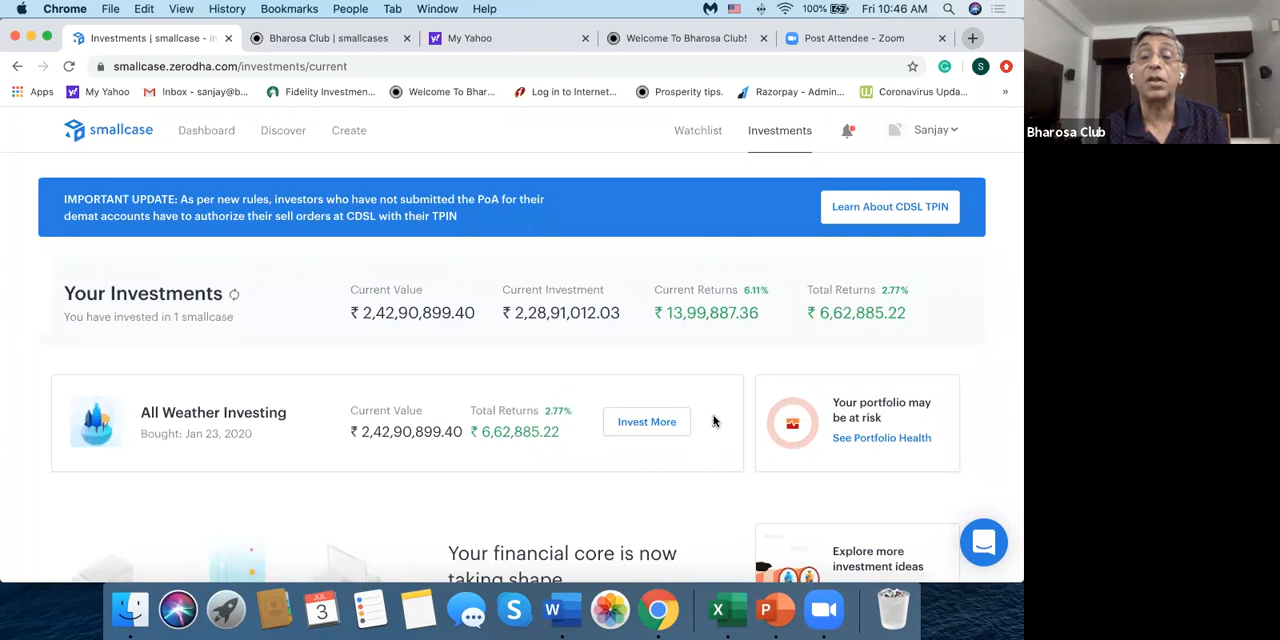 Chrome File Edit View History Bookmarks People Tab Window Help 100% Fri 10:46 AM
Investments | smallcase - in Bharosa Club | smallcases My Yahoo Welcome To Bharosa Club! Post Attendee - Zoom
smallcase.zerodha.com/investments/current S
Apps My Yahoo Inbox - sanjay@b... Fidelity Investmen... Welcome To Bhar... Log in to Internet... Prosperity tips. Razorpay - Admin... Coronavirus Upda... »
smallcase Dashboard Discover Create Watchlist Investments Sanjay
Bharosa Club
IMPORTANT UPDATE: As per new rules, investors who have not submitted the PoA for their
demat accounts have to authorize their sell orders at CDSL with their TPIN
Learn About CDSL TPIN
Your Investments
You have invested in 1 smallcase
Current Value
₹ 2,42,90,899.40
Current Investment
₹ 2,28,91,012.03
Current Returns 6.11%
₹ 13,99,887.36
Total Returns 2.77%
₹ 6,62,885.22
All Weather Investing
Bought: Jan 23, 2020
Current Value
₹ 2,42,90,899.40
Total Returns 2.77%
₹ 6,62,885.22
Invest More
Your portfolio may
be at risk
See Portfolio Health
Your financial core is now
taking shape
Explore more
investment ideas
JUL
3
S
W
X
P